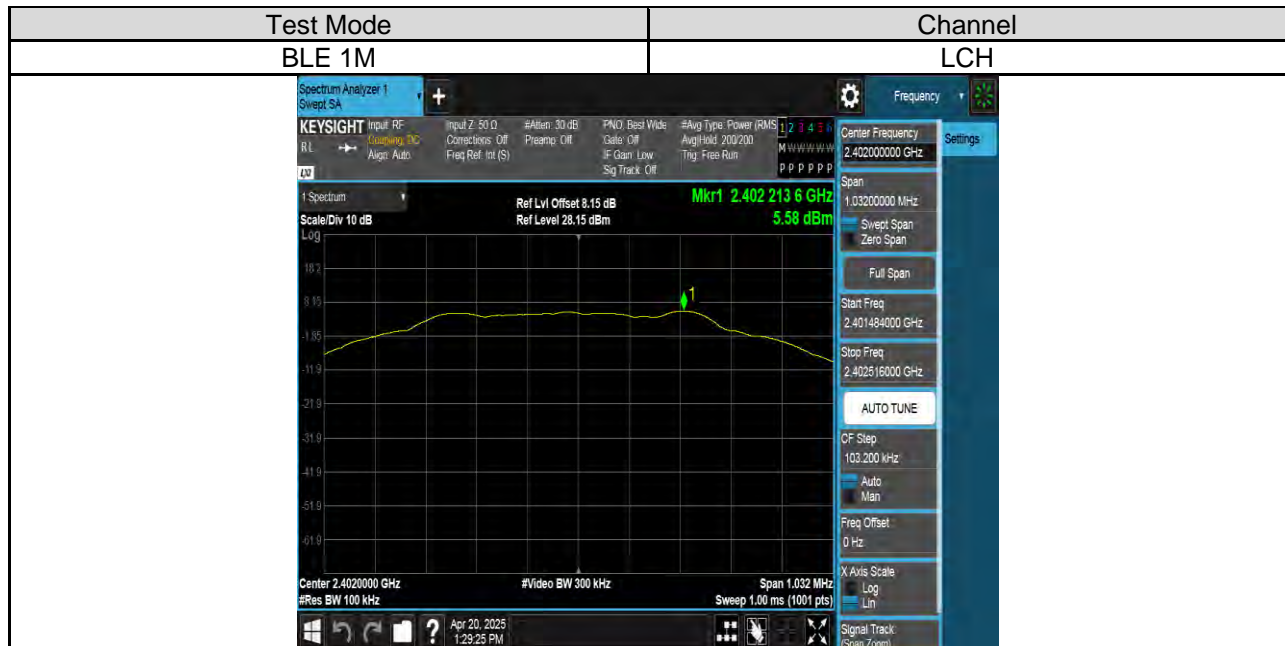 Test Mode Channel
BLE 1M LCH
Spectrum Analyzer 1
Swept SA
+
Frequency
KEYSIGHT
Input: RF
Coupling: DC
Align: Auto
Input Z: 50 Ω
Corrections: Off
Freq Ref: Int (S)
#Atten: 30 dB
Preamp: Off
PNO: Best Wide
Gate: Off
IF Gain: Low
Sig Track: Off
#Avg Type: Power (RMS
Avg|Hold: 200/200
Trig: Free Run
1 2 3 4 5 6
M W W W W W
P P P P P P
R L
LXI
Settings
1 Spectrum
Scale/Div 10 dB
Ref Lvl Offset 8.15 dB
Ref Level 28.15 dBm
Mkr1 2.402 213 6 GHz
5.58 dBm
Log
18.2
8.15
-1.85
-11.9
-21.9
-31.9
-41.9
-51.9
-61.9
1
Center 2.4020000 GHz
#Res BW 100 kHz
#Video BW 300 kHz
Span 1.032 MHz
Sweep 1.00 ms (1001 pts)
Center Frequency
2.402000000 GHz
Span
1.03200000 MHz
Swept Span
Zero Span
Full Span
Start Freq
2.401484000 GHz
Stop Freq
2.402516000 GHz
AUTO TUNE
CF Step
103.200 kHz
Auto
Man
Freq Offset
0 Hz
X Axis Scale
Log
Lin
Signal Track
(Span Zoom)
?
Apr 20, 2025
1:29:25 PM